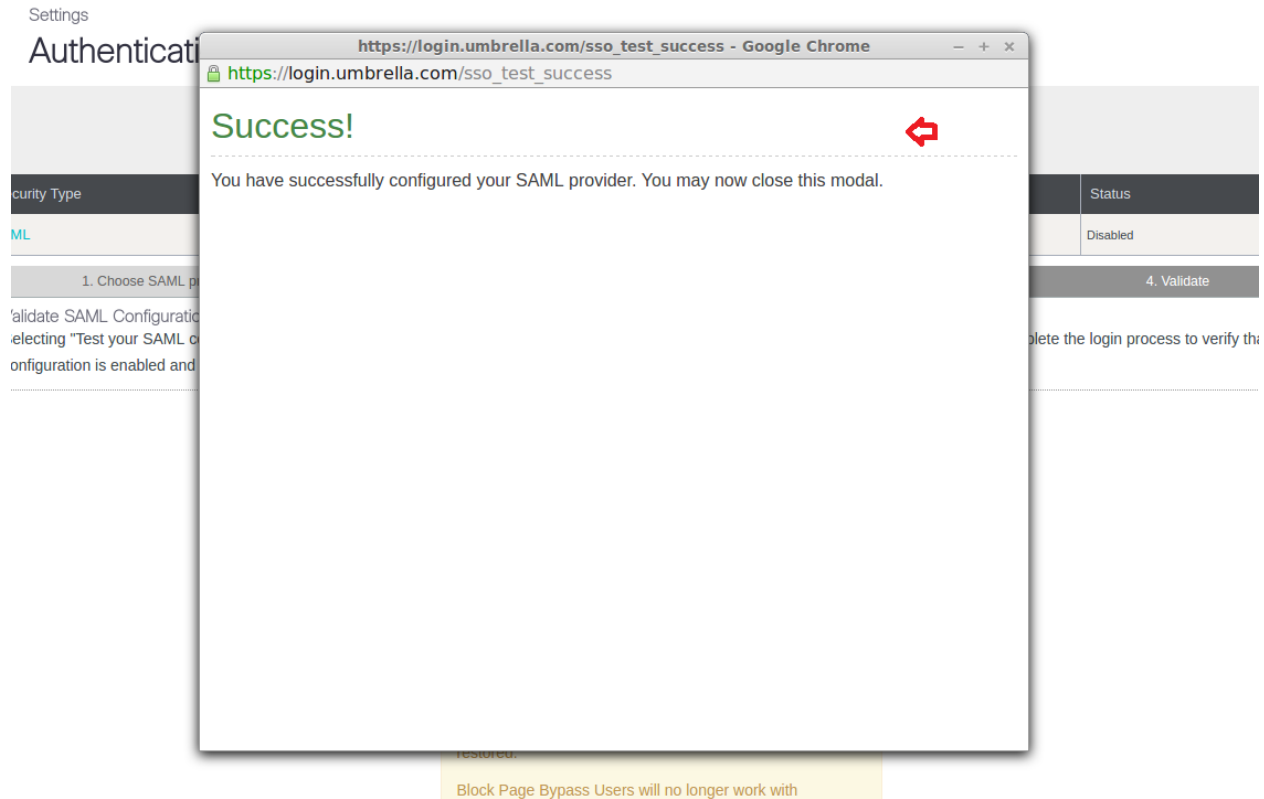 Settings
Authenticati
https://login.umbrella.com/sso_test_success - Google Chrome
https://login.umbrella.com/sso_test_success
Success!
You have successfully configured your SAML provider. You may now close this modal.
curity Type
Status
ML
Disabled
1. Choose SAML p
4. Validate
alidate SAML Configuratio
electing "Test your SAML c
plete the login process to verify tha
onfiguration is enabled and
restored.
Block Page Bypass Users will no longer work with